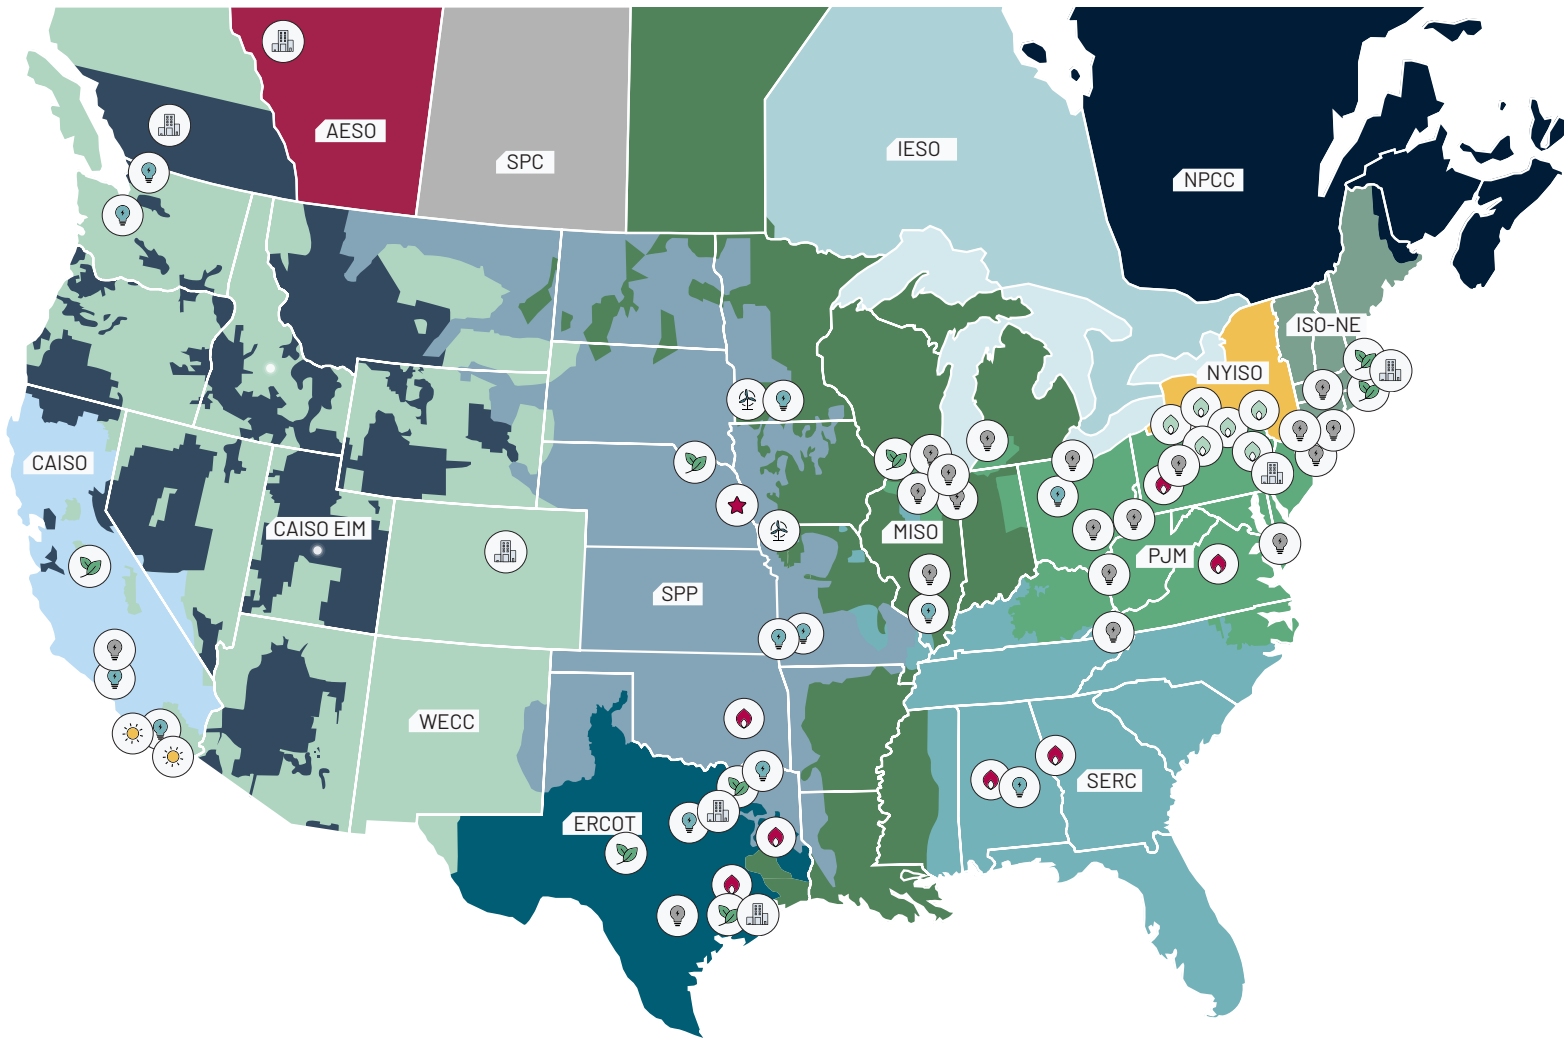 AESO
SPC
IESO
NPCC
ISO-NE
NYISO
CAISO
CAISO EIM
MISO
PJM
SPP
WECC
SERC
ERCOT